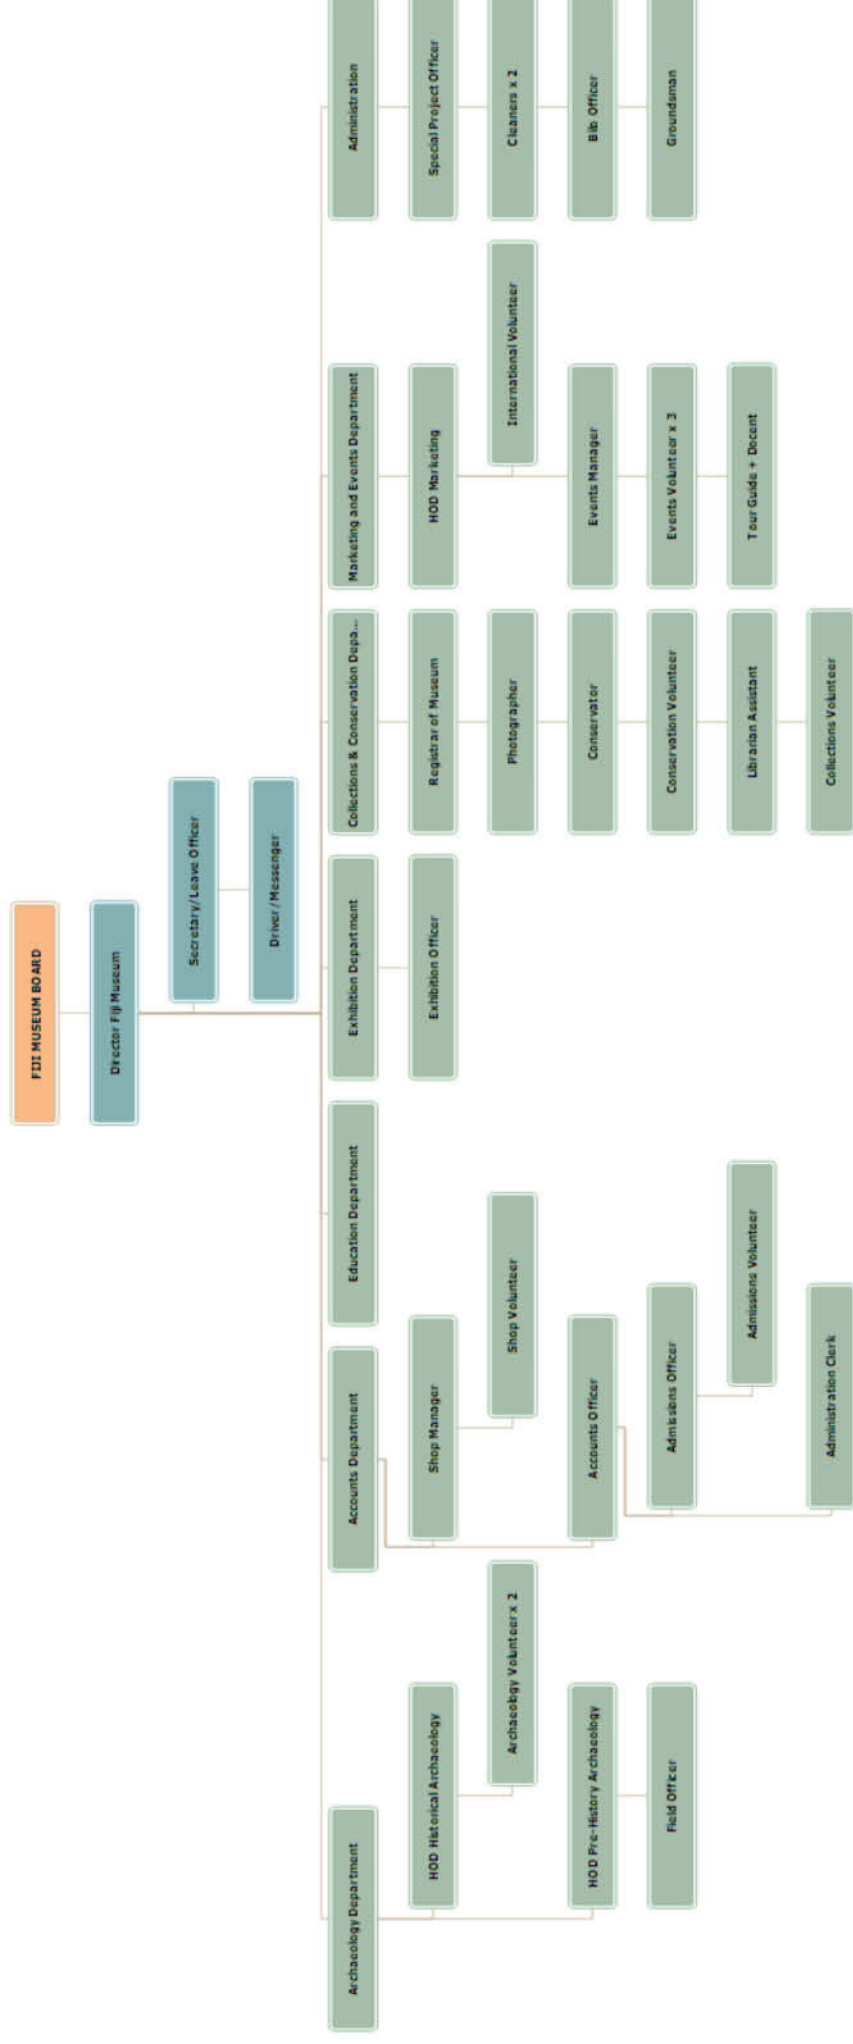 FIJI MUSEUM BOARD
Director Fiji Museum
Secretary/Leave Officer
Driver/Messenger
Archaeology Department
HOD Historical Archaeology
Archaeology Volunteer x 2
HOD Pre-History Archaeology
Field Officer
Accounts Department
Shop Manager
Shop Volunteer
Accounts Officer
Admissions Officer
Admissions Volunteer
Administration Clerk
Education Department
Exhibition Department
Exhibition Officer
Collections & Conservation Depa...
Registrar of Museum
Photographer
Conservator
Conservation Volunteer
Librarian Assistant
Collections Volunteer
Marketing and Events Department
HOD Marketing
International Volunteer
Events Manager
Events Volunteer x 3
Tour Guide + Docent
Administration
Special Project Officer
Cleaners x 2
Bib Officer
Groundsman